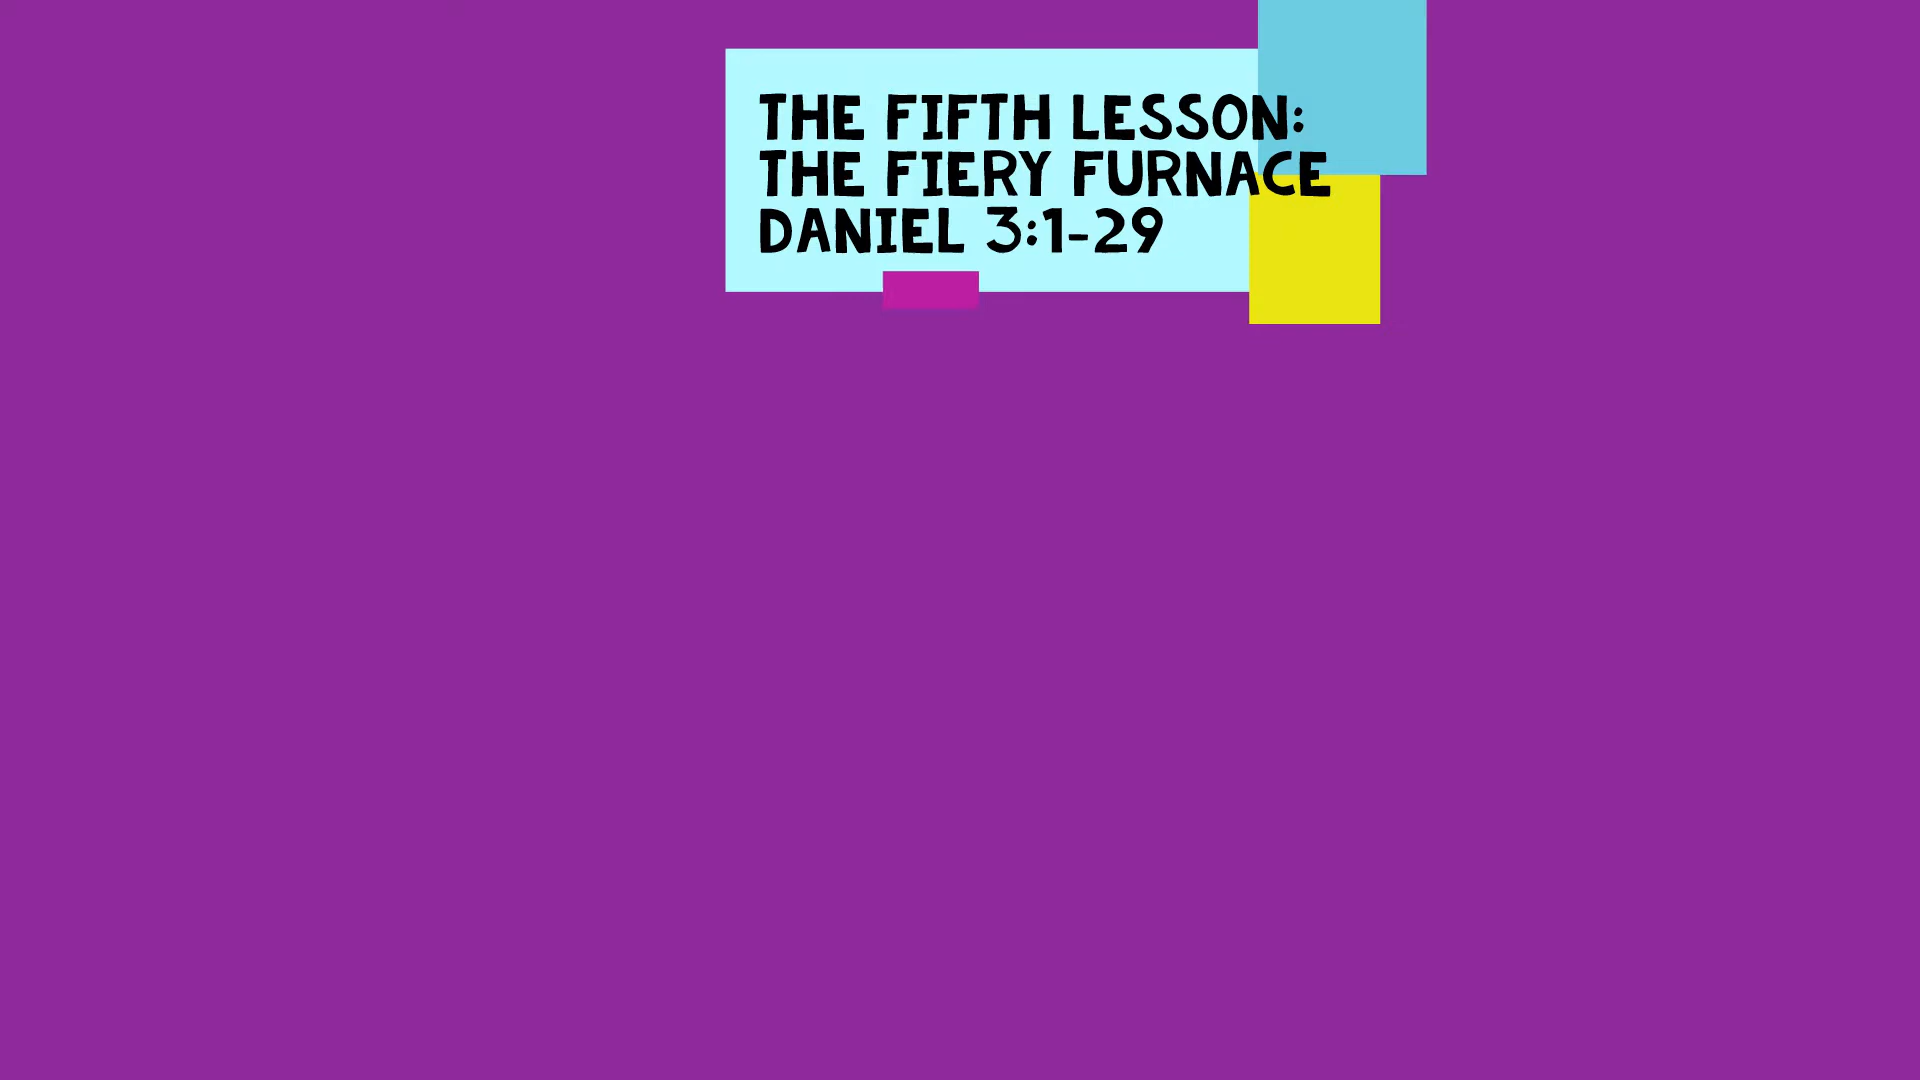 THE FIFTH LESSON:
THE FIERY FURNACE
DANIEL 3:1-29